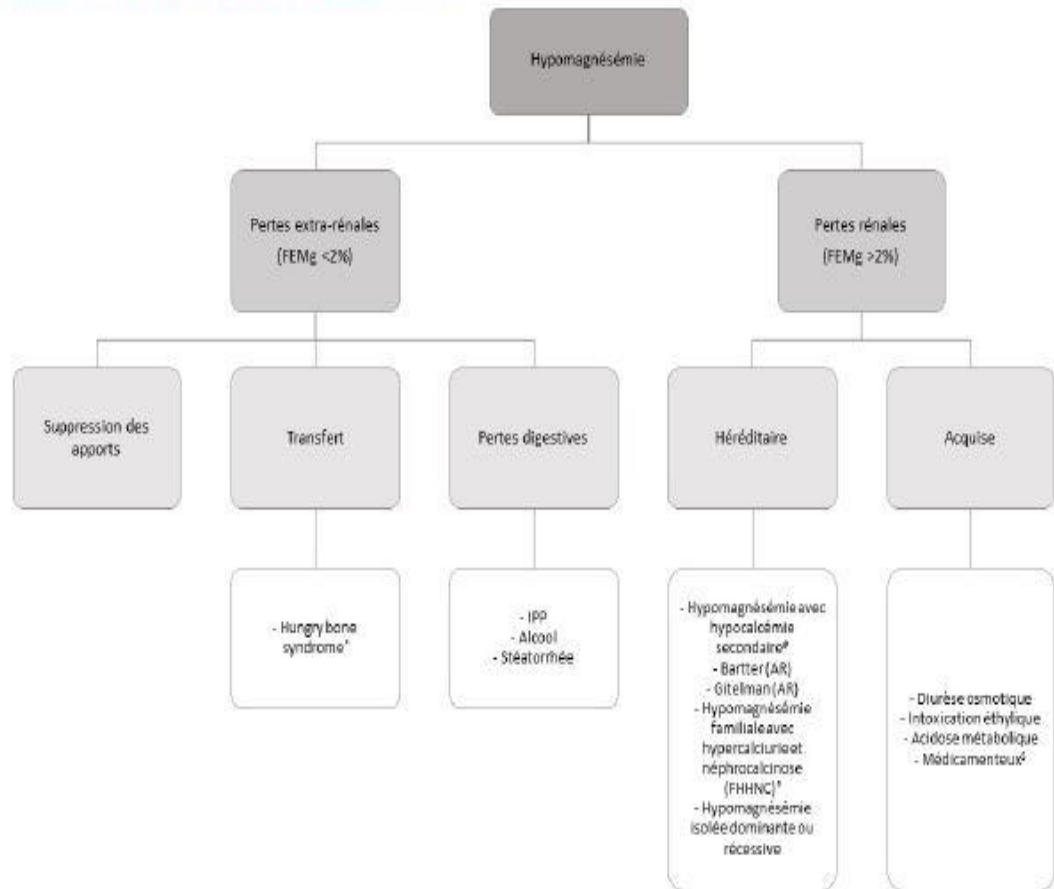 Hypomagnésémie
Pertes extra-rénales
(FEMg <2%)
Pertes rénales
(FEMg >2%)
Suppression des
apports
Transfert
Pertes digestives
Héréditaire
Acquise
- Hungry bone
syndrome*
- IPP
- Alcool
- Stéatorrhée
- Hypomagnésémie avec
hypocalcémie
secondaire#
- Bartter (AR)
- Gitelman (AR)
- Hypomagnésémie
familiale avec
hypercalciurie et
néphrocalcinose
(FHHNC)
- Hypomagnésémie
isolée dominante ou
récessive
- Diurèse osmotique
- Intoxication éthylique
- Acidose métabolique
- Médicamenteux